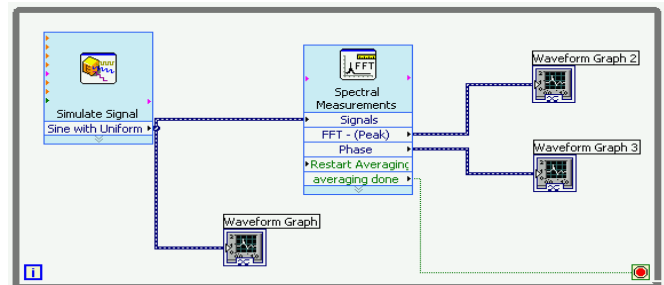 Simulate Signal
Sine with Uniform
FFT
Spectral
Measurements
Signals
FFT - (Peak)
Phase
Restart Averaging
averaging done
Waveform Graph 2
Waveform Graph 3
Waveform Graph
i